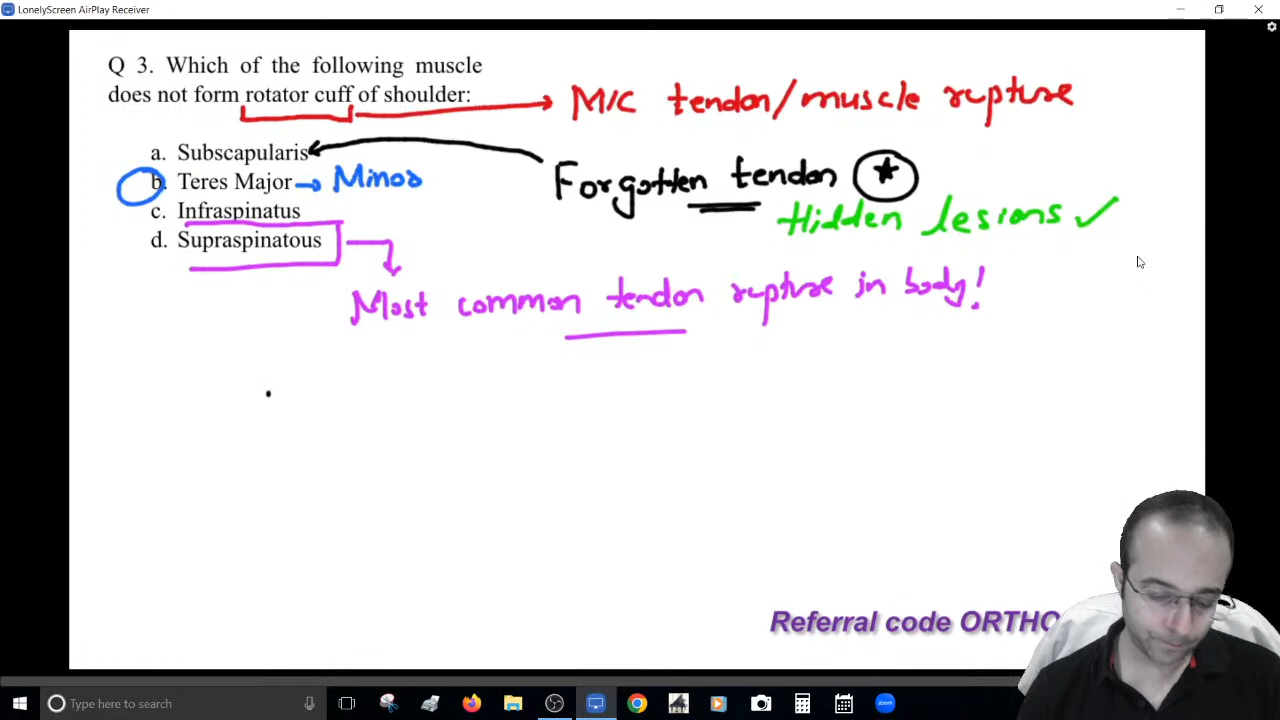 LonelyScreen AirPlay Receiver
Q 3. Which of the following muscle
does not form rotator cuff of shoulder:
M/C tendon/muscle rupture
a. Subscapularis
b. Teres Major → Minor
Forgotten tendon
c. Infraspinatus
Hidden lesions ✓
d. Supraspinatous
Most common tendon rupture in body!
Referral code ORTHO
Type here to search
zoom